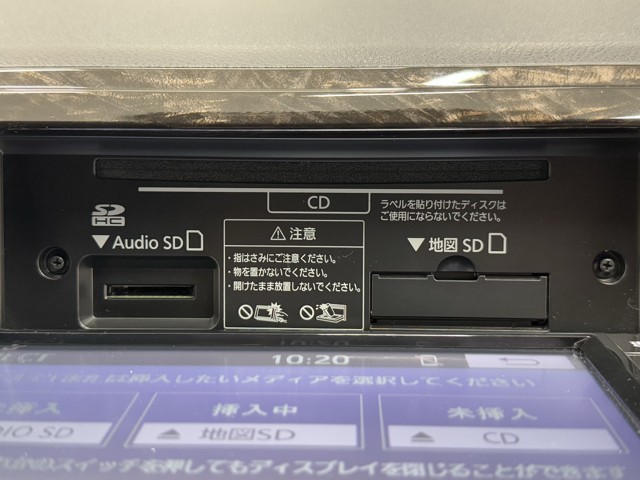 CD
ラベルを貼り付けたディスクは
ご使用にならないでください。
SD
HC
▼Audio SD
⚠注意
・指はさみにご注意ください。
・物を置かないでください。
・開けたまま放置しないでください。
▼地図 SD
10:20
は挿入したいメディアを選択してください
挿入
挿入中
未挿入
DIO SD
⏏ 地図SD
⏏ CD
のスイッチを押してもディスプレイを閉じることができます